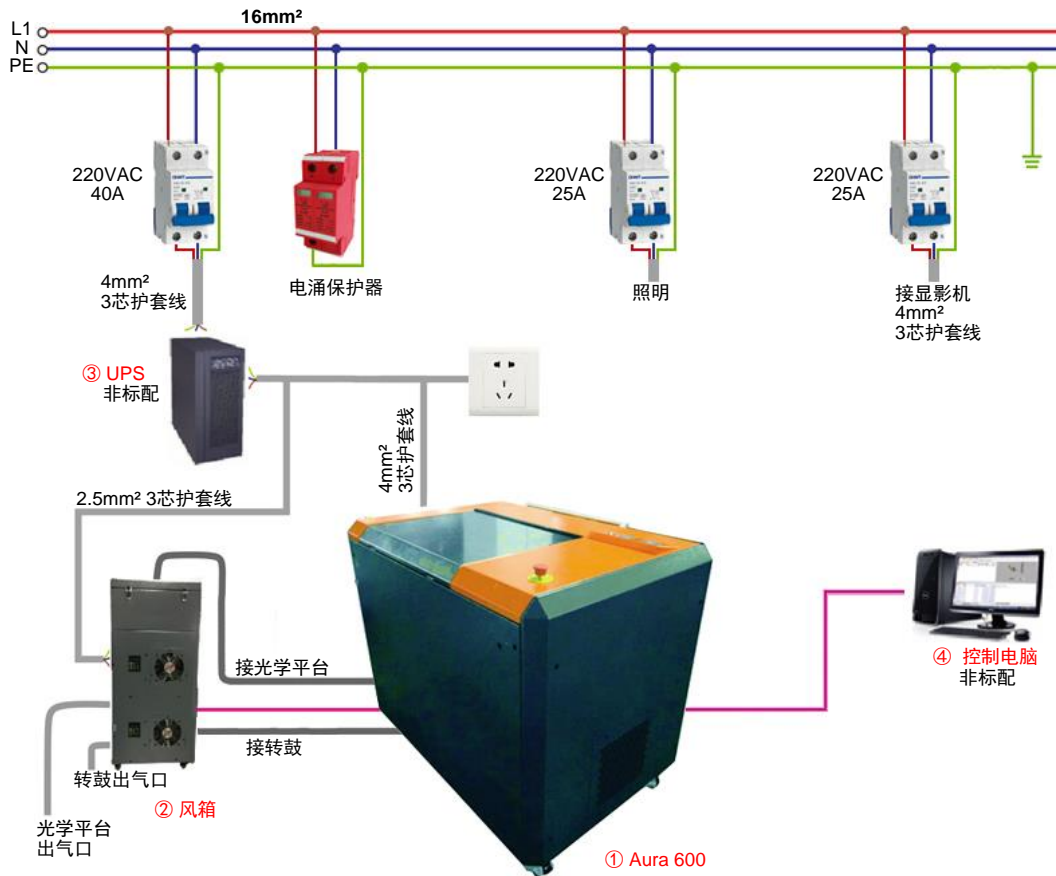 16mm²
L1
N
PE
220VAC
40A
220VAC
25A
220VAC
25A
4mm²
3芯护套线
电涌保护器
照明
接显影机
4mm²
3芯护套线
③ UPS
非标配
4mm²
3芯护套线
2.5mm² 3芯护套线
接光学平台
④ 控制电脑
非标配
接转鼓
转鼓出气口
② 风箱
光学平台
出气口
① Aura 600